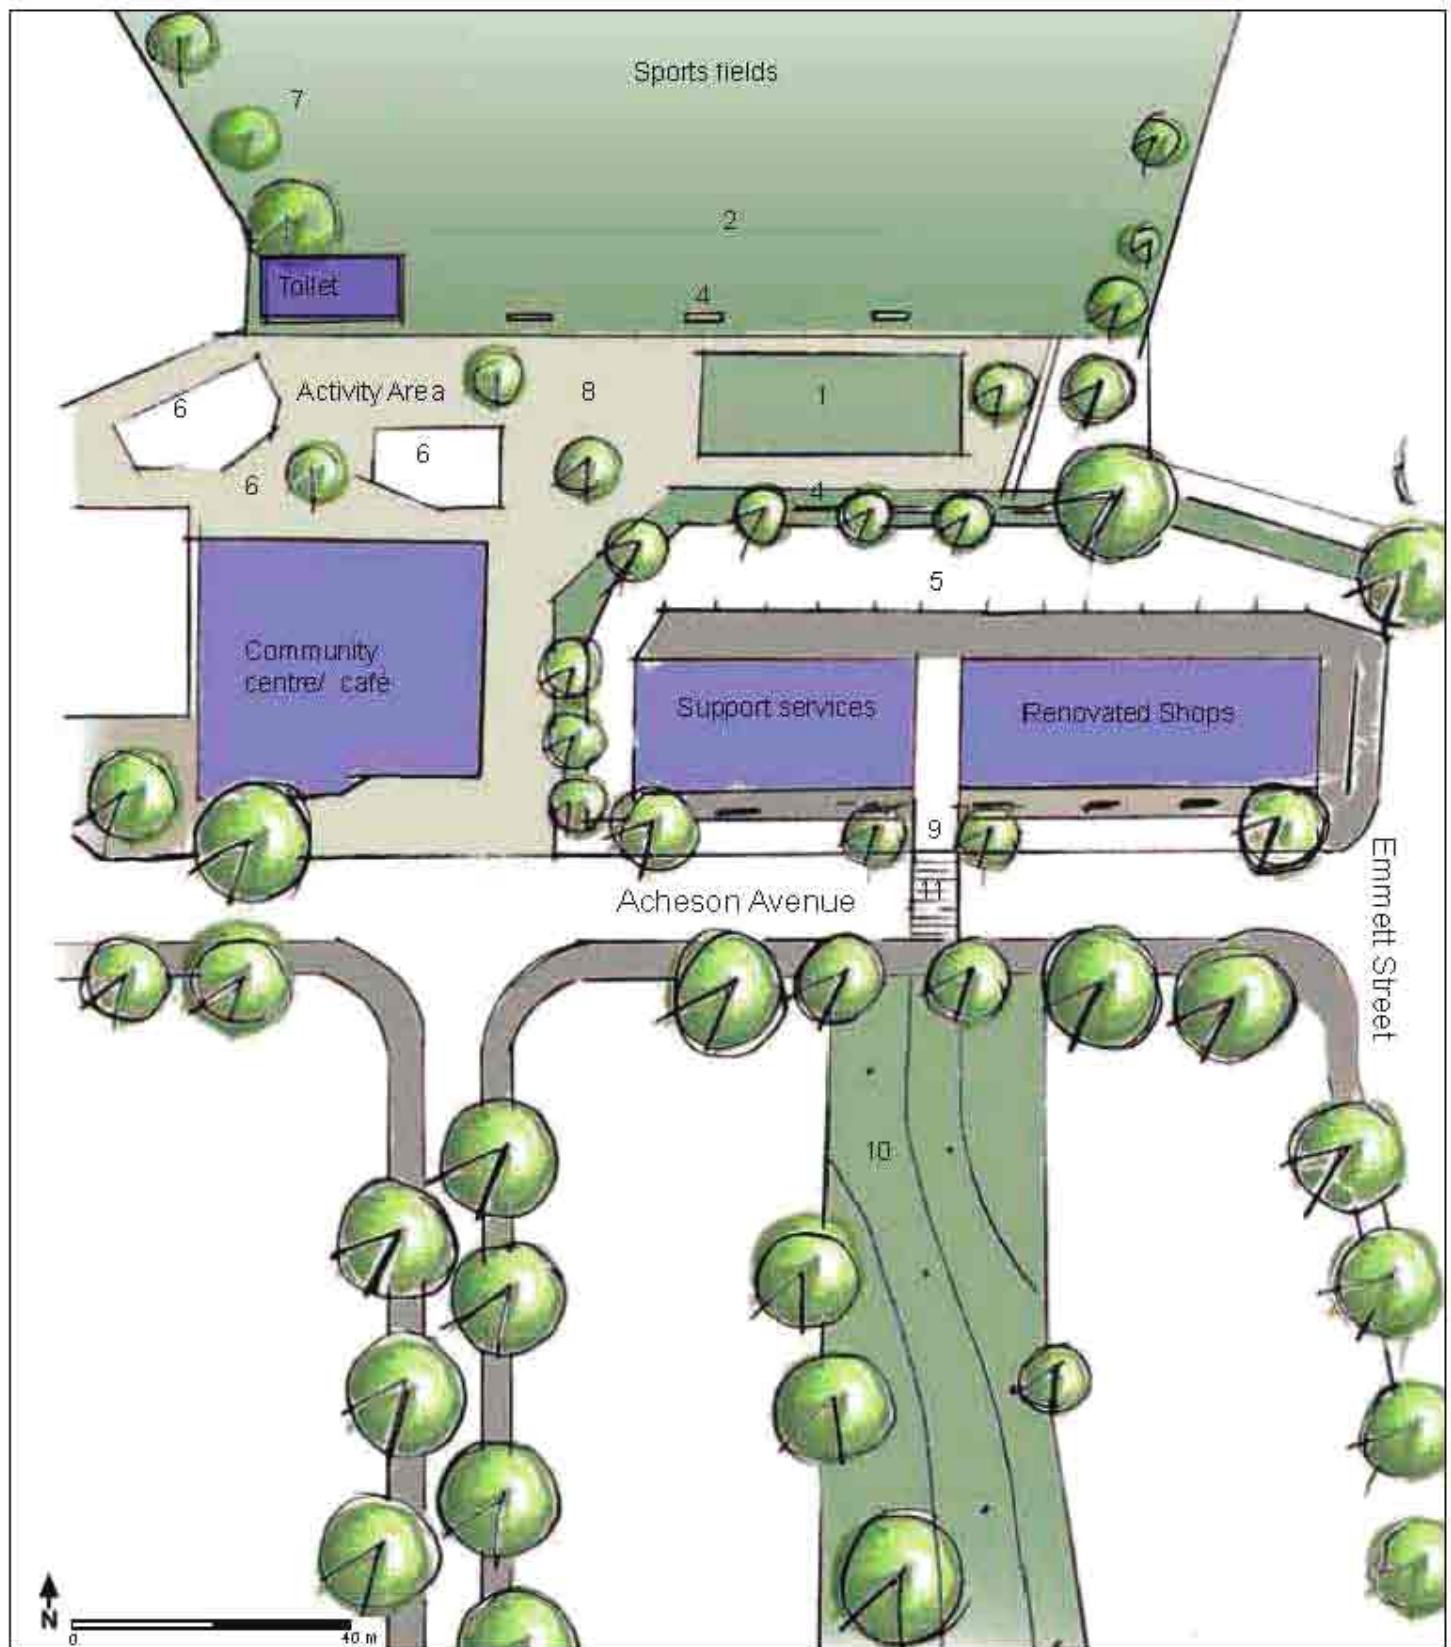 Sports fields
7
2
Toilet
4
Activity Area
8
1
6
6
6
4
5
Community
centre/ café
Support services
Renovated Shops
9
11
Acheson Avenue
Emmett Street
10
N
0
40 m